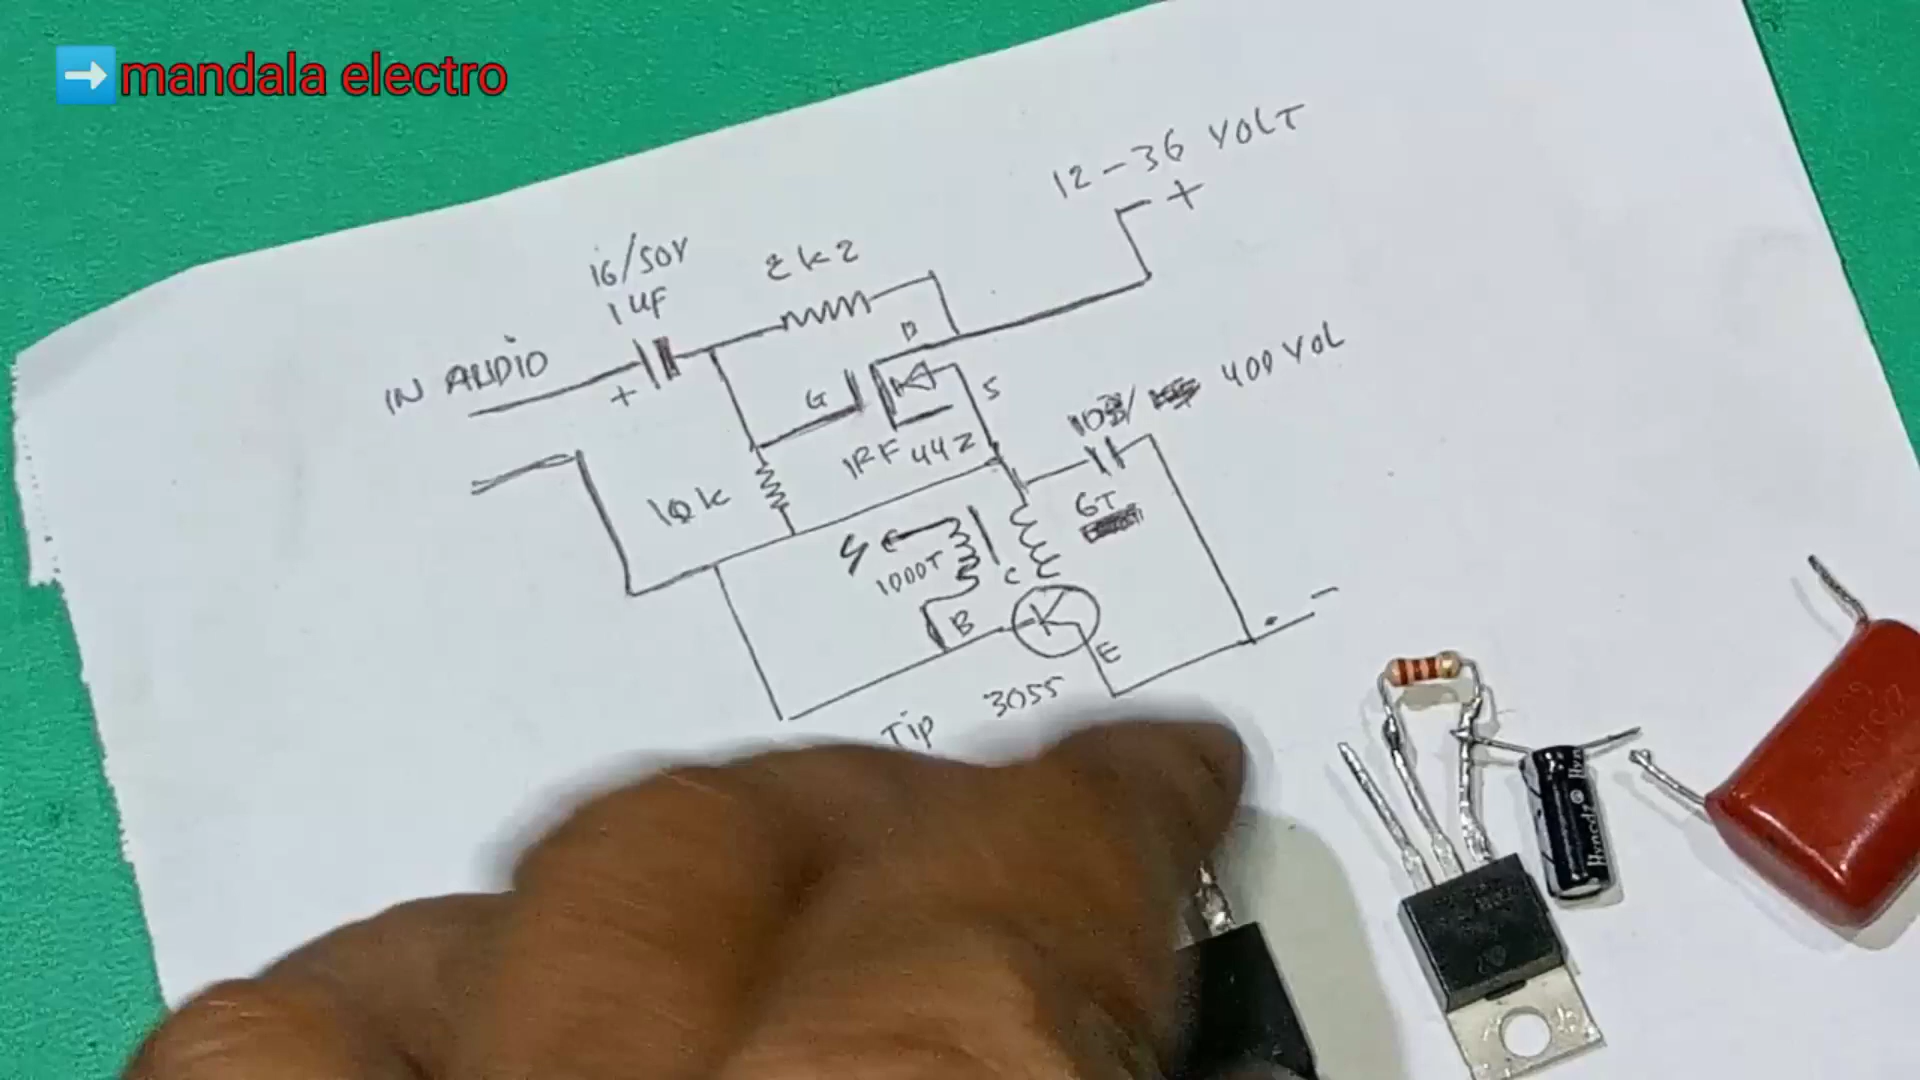 ➡️mandala electro
12-36 VOLT
+
16/50V
1UF
2k2
IN AUDIO
+
D
G
S
IRF 44Z
400 VOL
10k
6T
1000T
C
B
E
-
Tip 3055